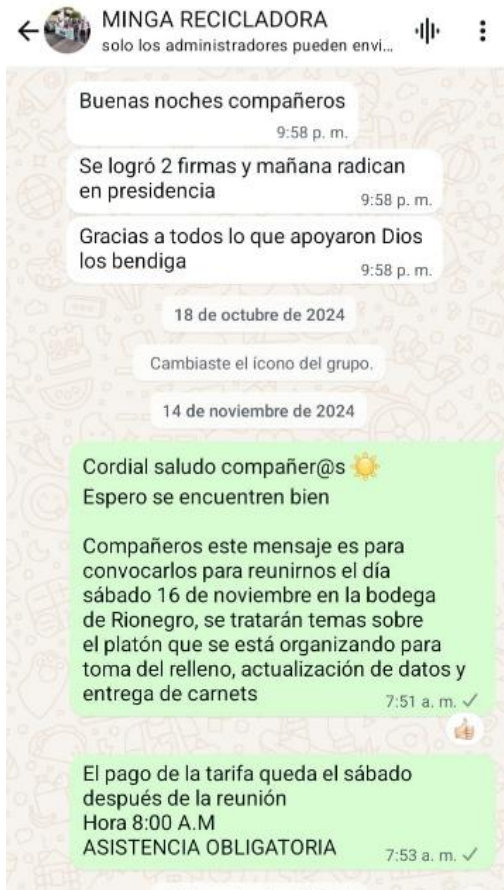 MINGA RECICLADORA
solo los administradores pueden envi...
Buenas noches compañeros
9:58 p. m.
Se logró 2 firmas y mañana radican
en presidencia
9:58 p. m.
Gracias a todos lo que apoyaron Dios
los bendiga
9:58 p. m.
18 de octubre de 2024
Cambiaste el ícono del grupo.
14 de noviembre de 2024
Cordial saludo compañer@s
Espero se encuentren bien
Compañeros este mensaje es para
convocarlos para reunirnos el día
sábado 16 de noviembre en la bodega
de Rionegro, se tratarán temas sobre
el platón que se está organizando para
toma del relleno, actualización de datos y
entrega de carnets
7:51 a. m.
El pago de la tarifa queda el sábado
después de la reunión
Hora 8:00 A.M
ASISTENCIA OBLIGATORIA
7:53 a. m.